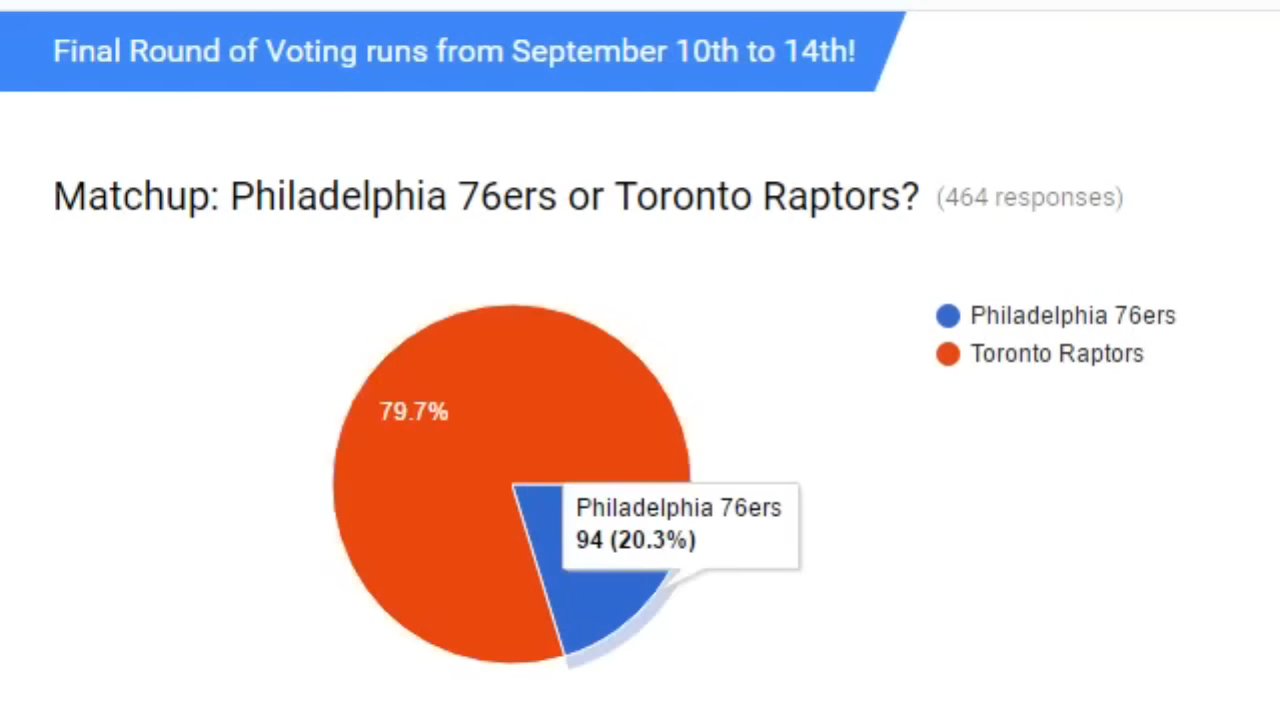 Final Round of Voting runs from September 10th to 14th!
Matchup: Philadelphia 76ers or Toronto Raptors? (464 responses)
Philadelphia 76ers
Toronto Raptors
79.7%
Philadelphia 76ers
94 (20.3%)